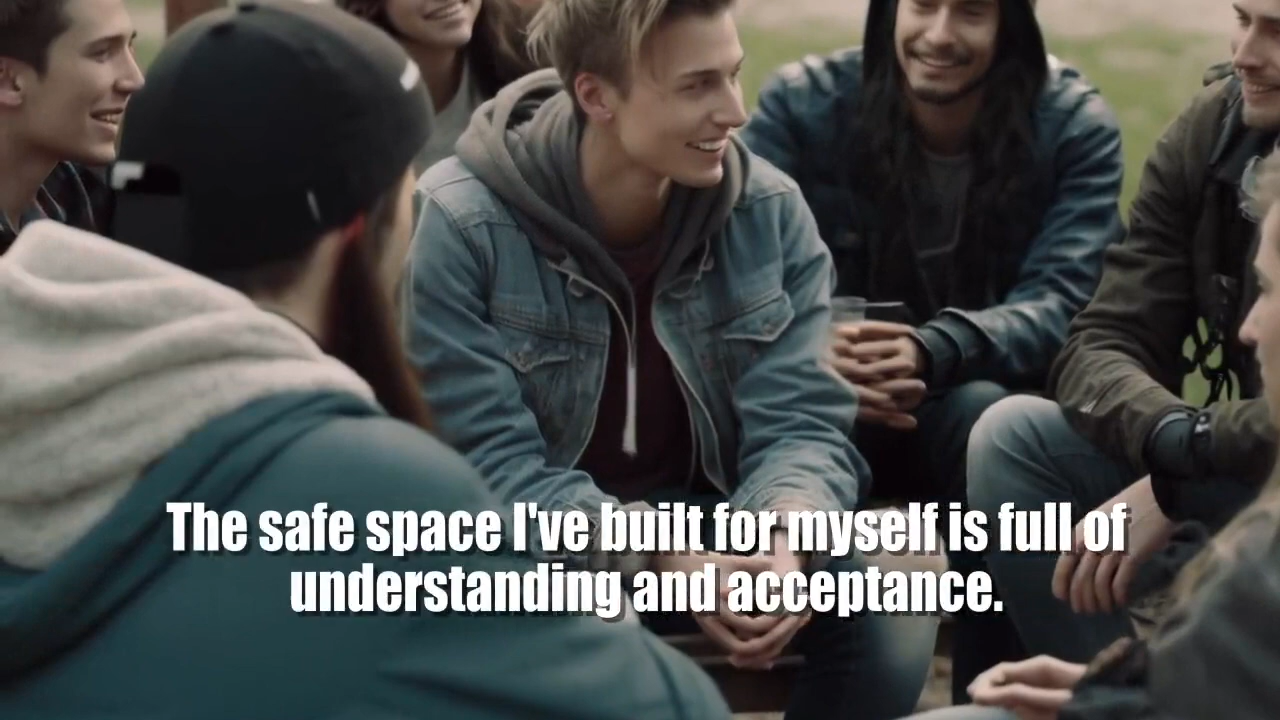 The safe space I've built for myself is full of
understanding and acceptance.